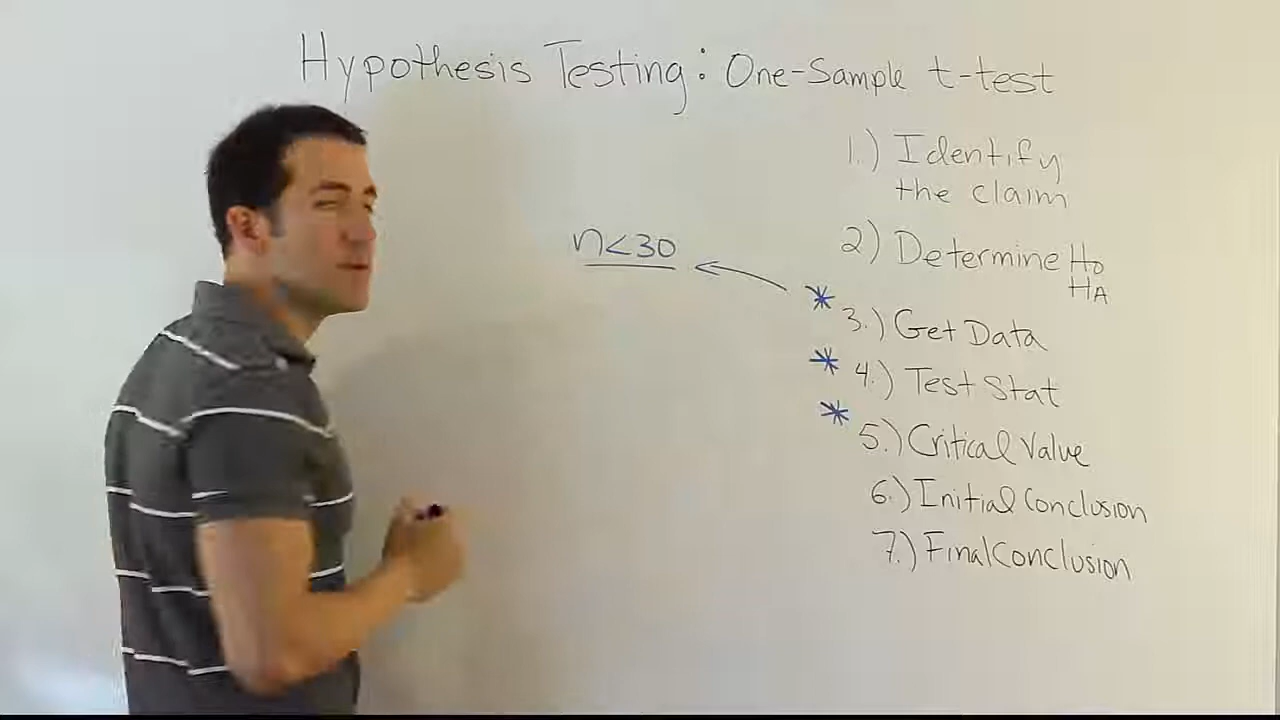 Hypothesis Testing: One-Sample t-test
1.) Identify
the claim
n<30
2) Determine H₀
Hₐ
* 3.) Get Data
* 4.) Test Stat
* 5.) Critical Value
6.) Initial Conclusion
7.) Final Conclusion